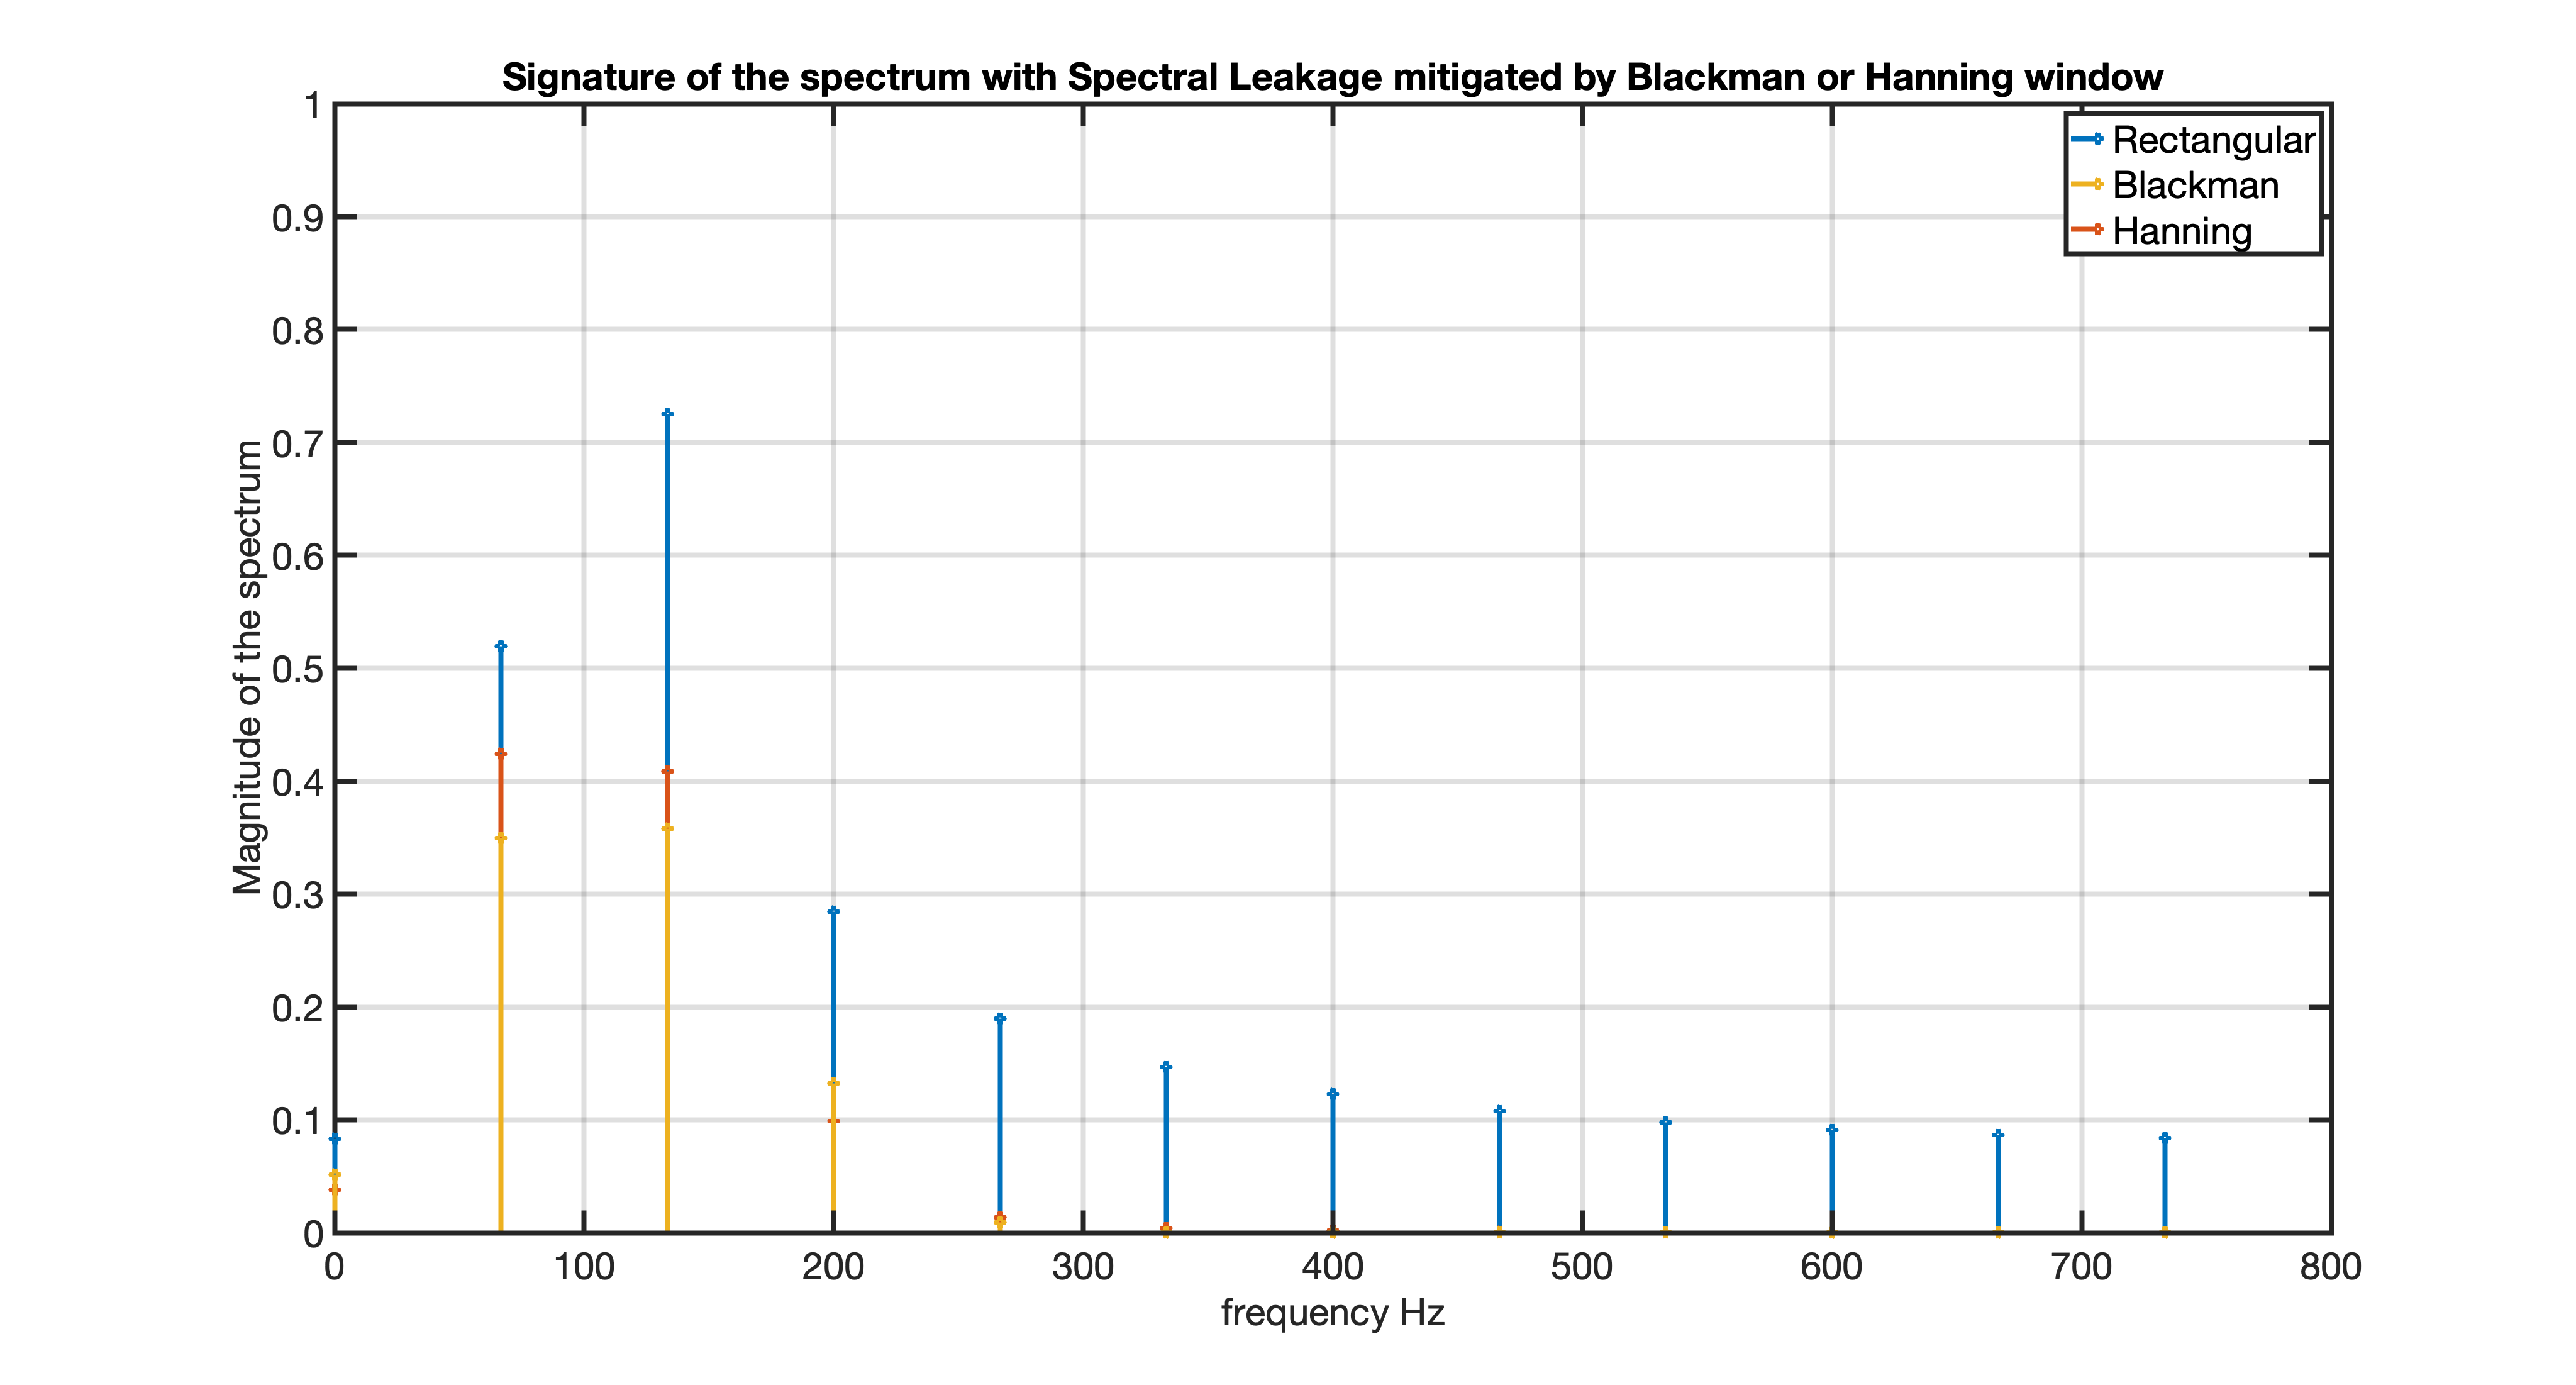 Signature of the spectrum with Spectral Leakage mitigated by Blackman or Hanning window
1
0.9
0.8
0.7
0.6
0.5
0.4
0.3
0.2
0.1
0
Magnitude of the spectrum
Rectangular
Blackman
Hanning
0 100 200 300 400 500 600 700 800
frequency Hz